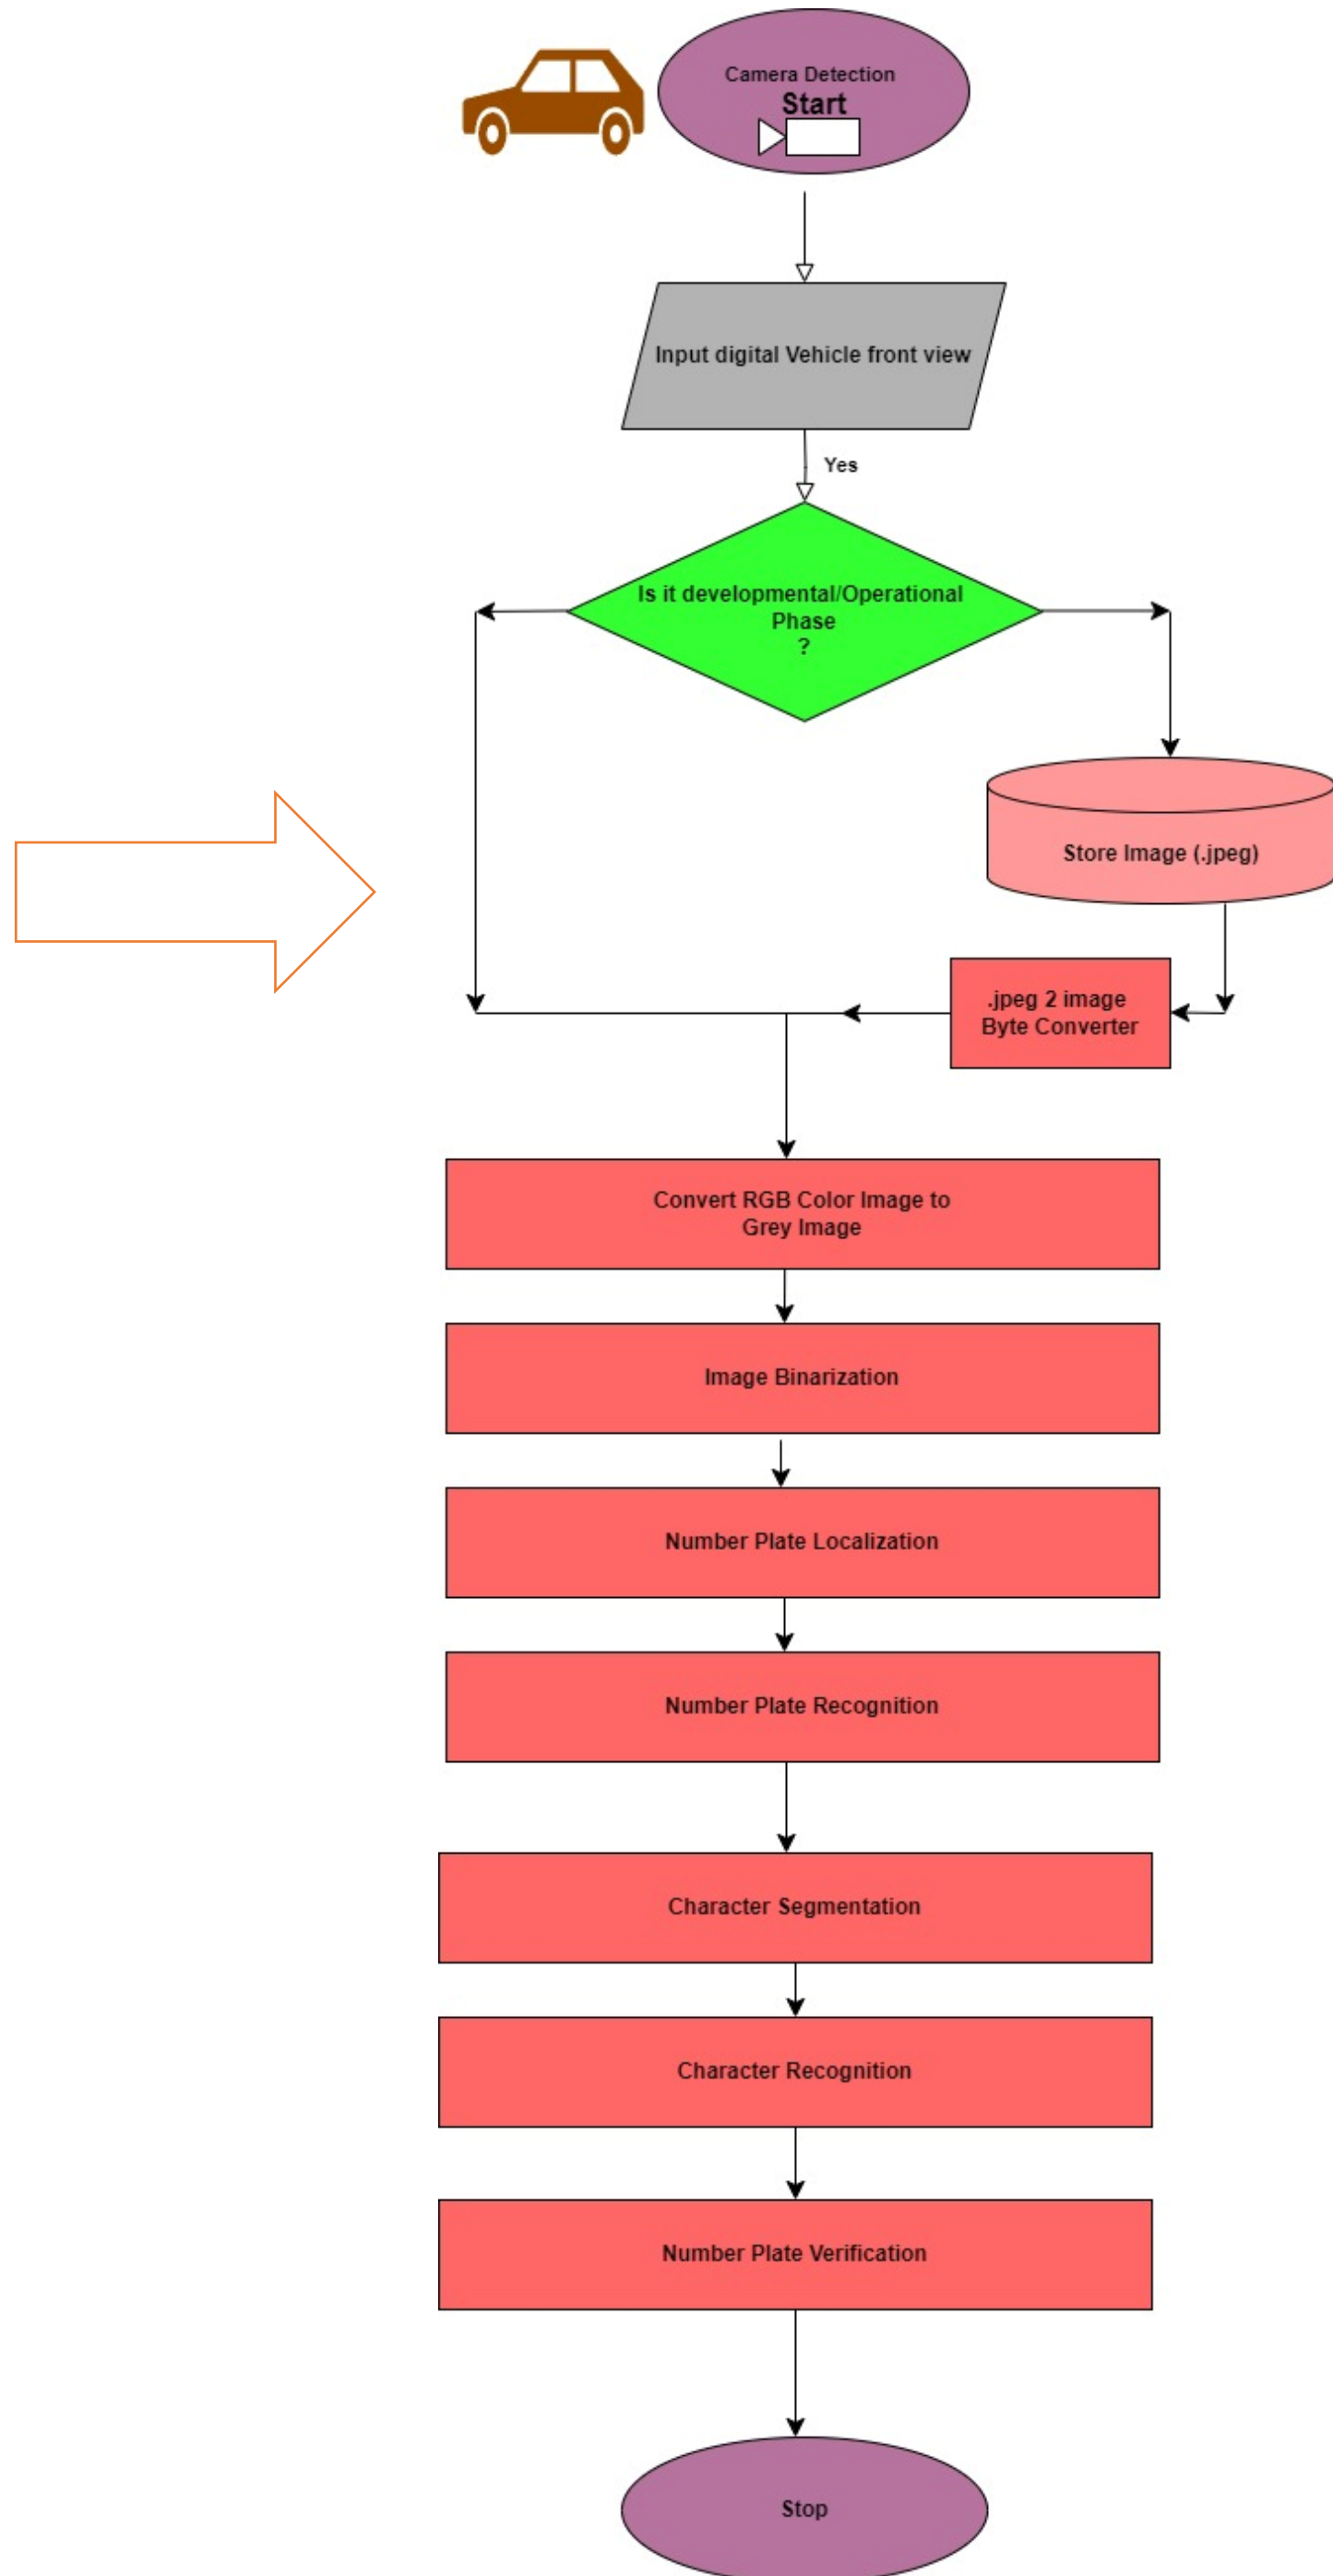 Camera Detection
Start
Input digital Vehicle front view
Yes
Is it developmental/Operational
Phase
?
Store Image (.jpeg)
.jpeg 2 image
Byte Converter
Convert RGB Color Image to
Grey Image
Image Binarization
Number Plate Localization
Number Plate Recognition
Character Segmentation
Character Recognition
Number Plate Verification
Stop